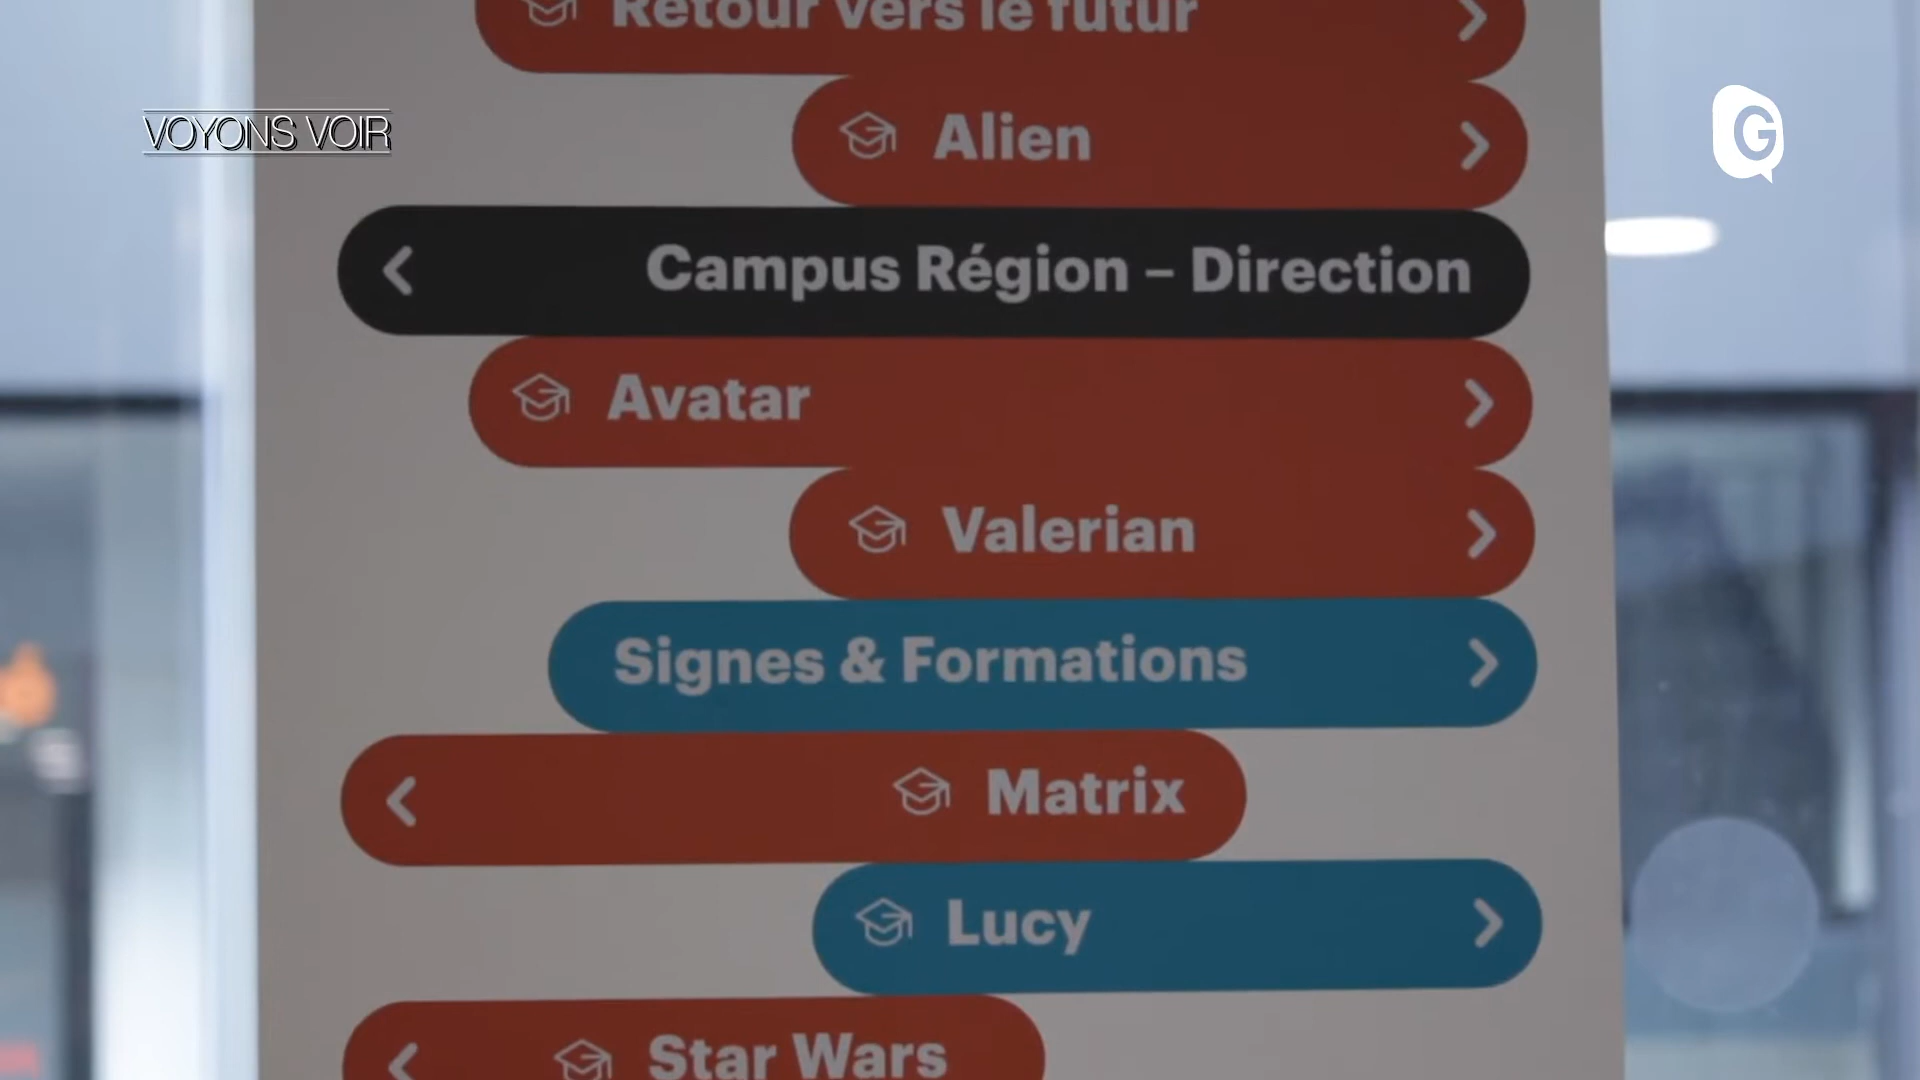 Retour vers le futur
VOYONS VOIR
G
Alien
Campus Région – Direction
Avatar
Valerian
Signes & Formations
Matrix
Lucy
Star Wars